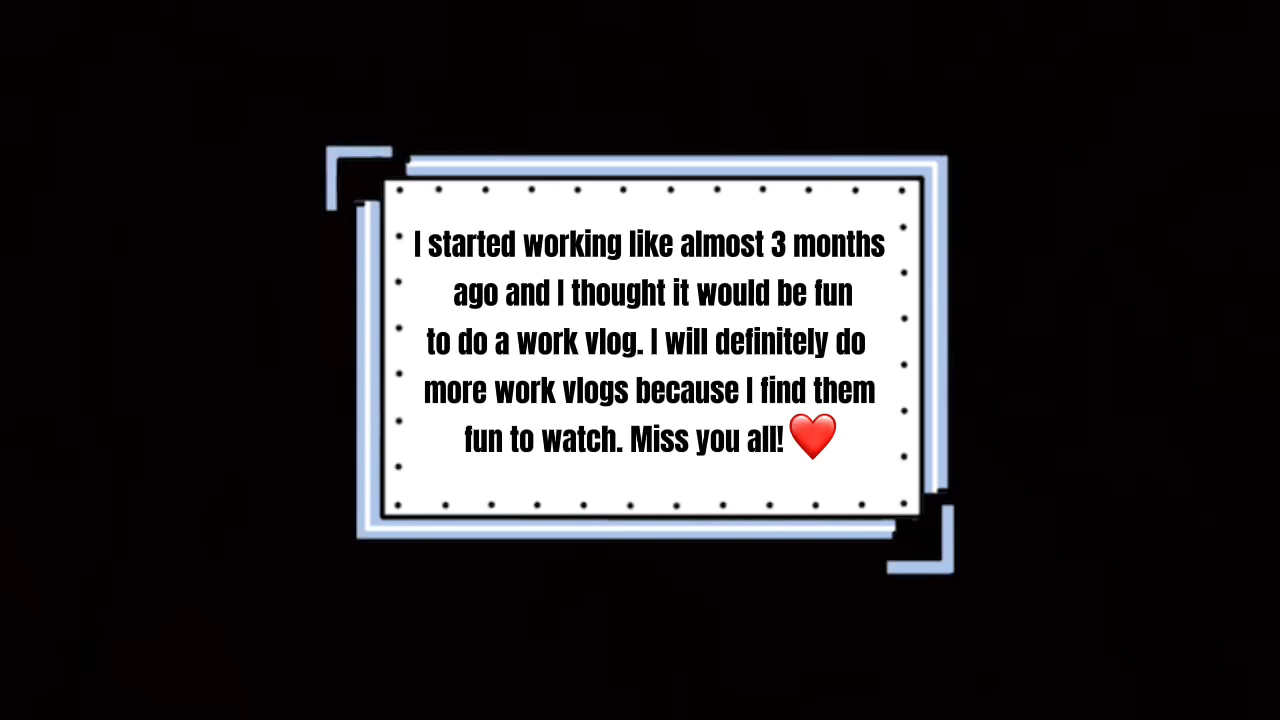 I started working like almost 3 months
ago and I thought it would be fun
to do a work vlog. I will definitely do
more work vlogs because I find them
fun to watch. Miss you all! ❤️